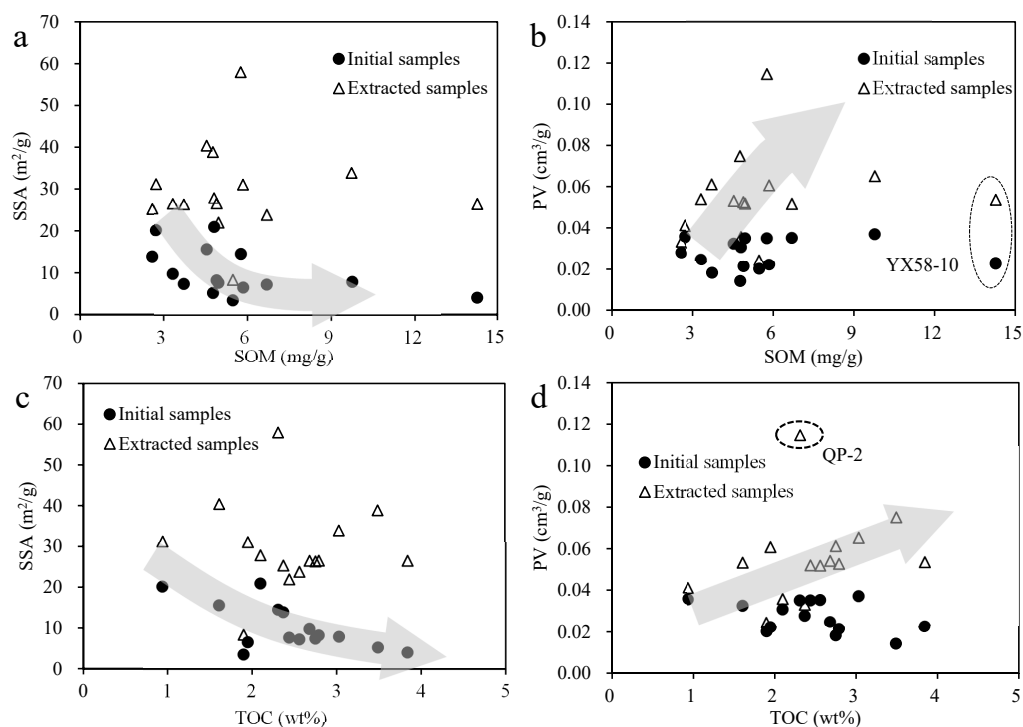 a
70
60
50
40
30
20
10
0
SSA (m²/g)
Initial samples
Extracted samples
0
3
6
9
12
15
SOM (mg/g)
b
0.14
0.12
0.10
0.08
0.06
0.04
0.02
0.00
PV (cm³/g)
Initial samples
Extracted samples
YX58-10
0
3
6
9
12
15
SOM (mg/g)
c
70
60
50
40
30
20
10
0
SSA (m²/g)
Initial samples
Extracted samples
0
1
2
3
4
5
TOC (wt%)
d
0.14
0.12
0.10
0.08
0.06
0.04
0.02
0.00
PV (cm³/g)
QP-2
Initial samples
Extracted samples
0
1
2
3
4
5
TOC (wt%)